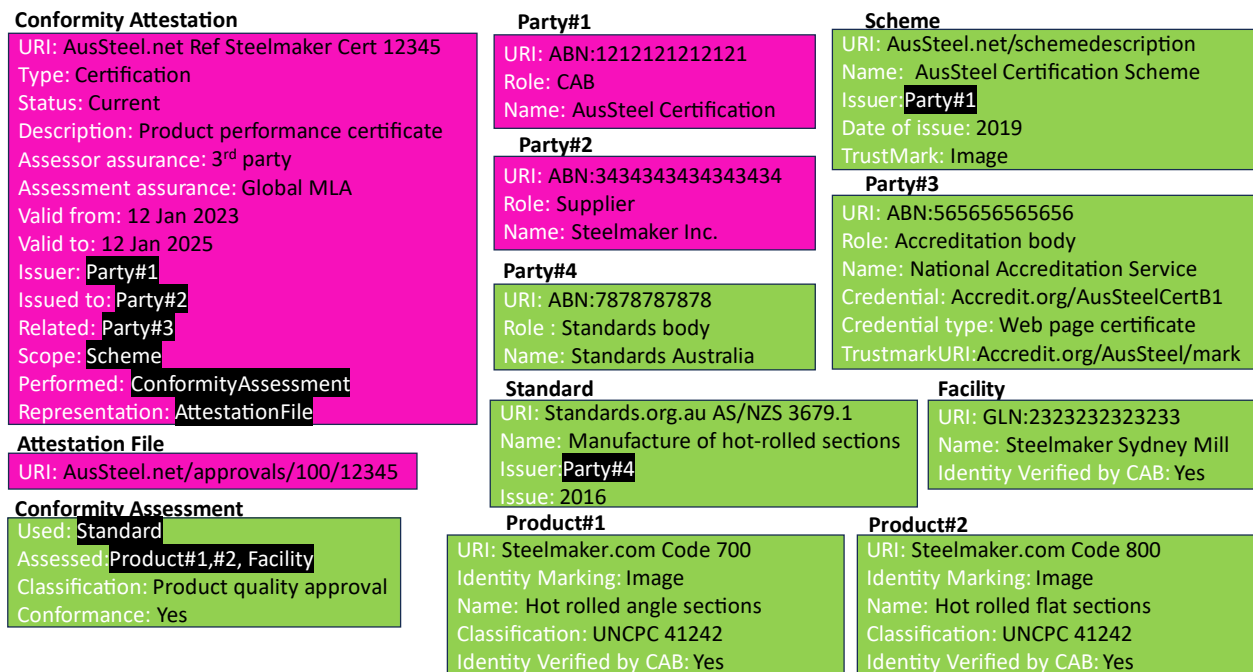 Conformity Attestation
URI: AusSteel.net Ref Steelmaker Cert 12345
Type: Certification
Status: Current
Description: Product performance certificate
Assessor assurance: 3rd party
Assessment assurance: Global MLA
Valid from: 12 Jan 2023
Valid to: 12 Jan 2025
Issuer: Party#1
Issued to: Party#2
Related: Party#3
Scope: Scheme
Performed: ConformityAssessment
Representation: AttestationFile
Attestation File
URI: AusSteel.net/approvals/100/12345
Conformity Assessment
Used: Standard
Assessed:Product#1,#2, Facility
Classification: Product quality approval
Conformance: Yes
Party#1
URI: ABN:1212121212121
Role: CAB
Name: AusSteel Certification
Party#2
URI: ABN:3434343434343434
Role: Supplier
Name: Steelmaker Inc.
Party#4
URI: ABN:7878787878
Role : Standards body
Name: Standards Australia
Scheme
URI: AusSteel.net/schemedescription
Name: AusSteel Certification Scheme
Issuer:Party#1
Date of issue: 2019
TrustMark: Image
Party#3
URI: ABN:565656565656
Role: Accreditation body
Name: National Accreditation Service
Credential: Accredit.org/AusSteelCertB1
Credential type: Web page certificate
TrustmarkURI:Accredit.org/AusSteel/mark
Standard
URI: Standards.org.au AS/NZS 3679.1
Name: Manufacture of hot-rolled sections
Issuer:Party#4
Issue: 2016
Facility
URI: GLN:2323232323233
Name: Steelmaker Sydney Mill
Identity Verified by CAB: Yes
Product#1
URI: Steelmaker.com Code 700
Identity Marking: Image
Name: Hot rolled angle sections
Classification: UNCPC 41242
Identity Verified by CAB: Yes
Product#2
URI: Steelmaker.com Code 800
Identity Marking: Image
Name: Hot rolled flat sections
Classification: UNCPC 41242
Identity Verified by CAB: Yes